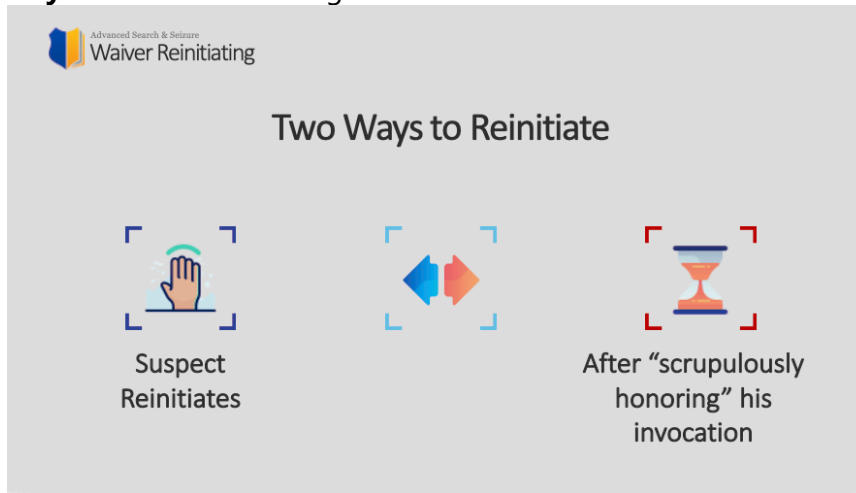 Advanced Search & Seizure
Waiver Reinitiating
Two Ways to Reinitiate
Suspect
Reinitiates
After “scrupulously
honoring” his
invocation